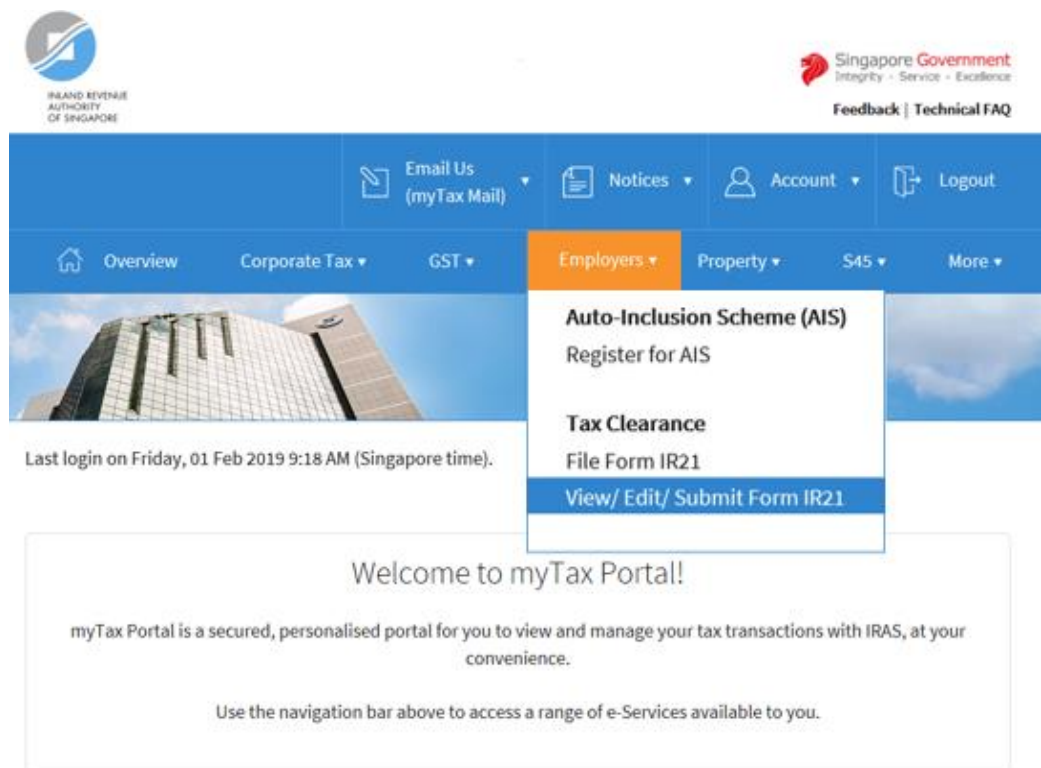 INLAND REVENUE
AUTHORITY
OF SINGAPORE
Singapore Government
Integrity - Service - Excellence
Feedback | Technical FAQ
Email Us
(myTax Mail)
Notices
Account
Logout
Overview
Corporate Tax
GST
Employers
Property
S45
More
Auto-Inclusion Scheme (AIS)
Register for AIS
Tax Clearance
File Form IR21
View/ Edit/ Submit Form IR21
Last login on Friday, 01 Feb 2019 9:18 AM (Singapore time).
Welcome to myTax Portal!
myTax Portal is a secured, personalised portal for you to view and manage your tax transactions with IRAS, at your
convenience.
Use the navigation bar above to access a range of e-Services available to you.